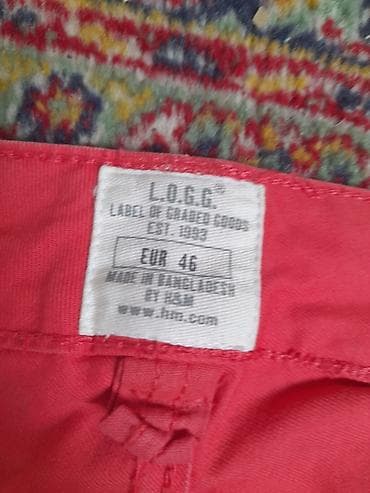 L.O.G.G.®
LABEL OF GRADED GOODS
EST. 1993
EUR 46
MADE IN BANGLADESH
BY H&M
www.hm.com